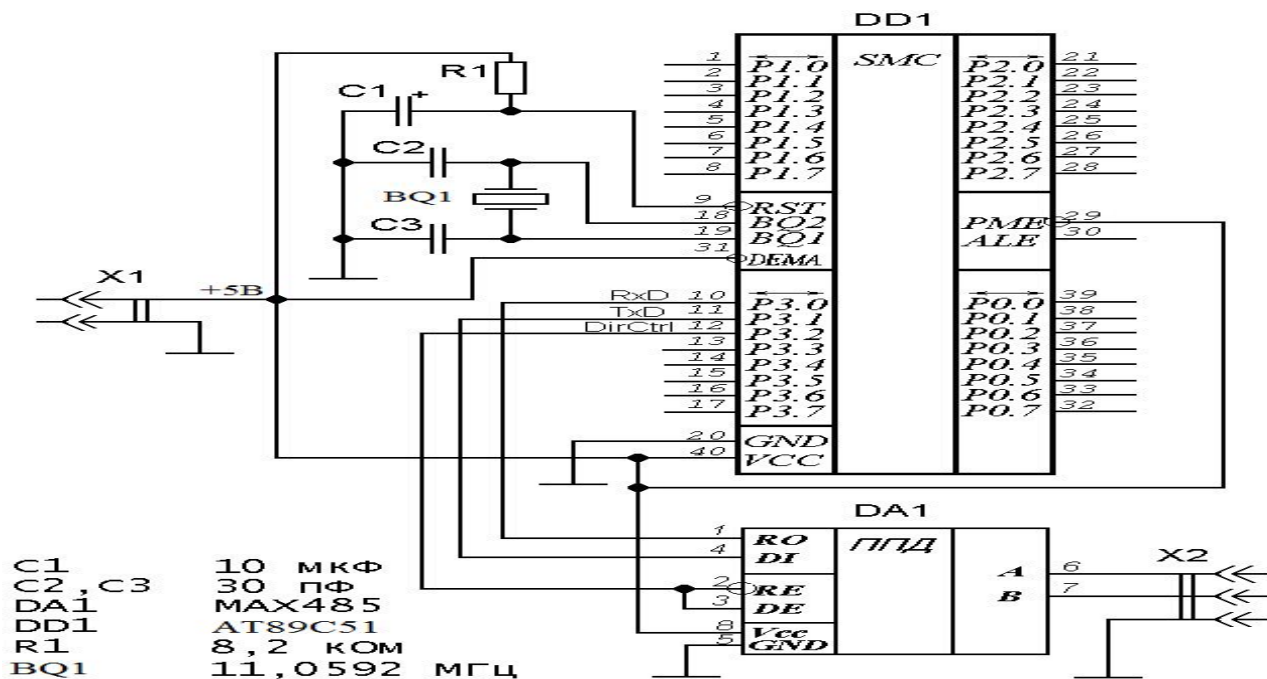 DD1
SMC
R1
C1 +
C2
BQ1
C3
X1
+5В
1 P1.0
2 P1.1
3 P1.2
4 P1.3
5 P1.4
6 P1.5
7 P1.6
8 P1.7
9 RST
18 BQ2
19 BQ1
31 DEMA
RxD 10 P3.0
TxD 11 P3.1
DirCtrl 12 P3.2
13 P3.3
14 P3.4
15 P3.5
16 P3.6
17 P3.7
20 GND
40 VCC
P2.0 21
P2.1 22
P2.2 23
P2.3 24
P2.4 25
P2.5 26
P2.6 27
P2.7 28
PME 29
ALE 30
P0.0 39
P0.1 38
P0.2 37
P0.3 36
P0.4 35
P0.5 34
P0.6 33
P0.7 32
DA1
ППД
1 RO
4 DI
2 RE
3 DE
8 Vcc
5 GND
A 6
B 7
X2
C1 10 мкФ
C2,C3 30 пФ
DA1 MAX485
DD1 AT89C51
R1 8,2 кОм
BQ1 11,0592 МГц